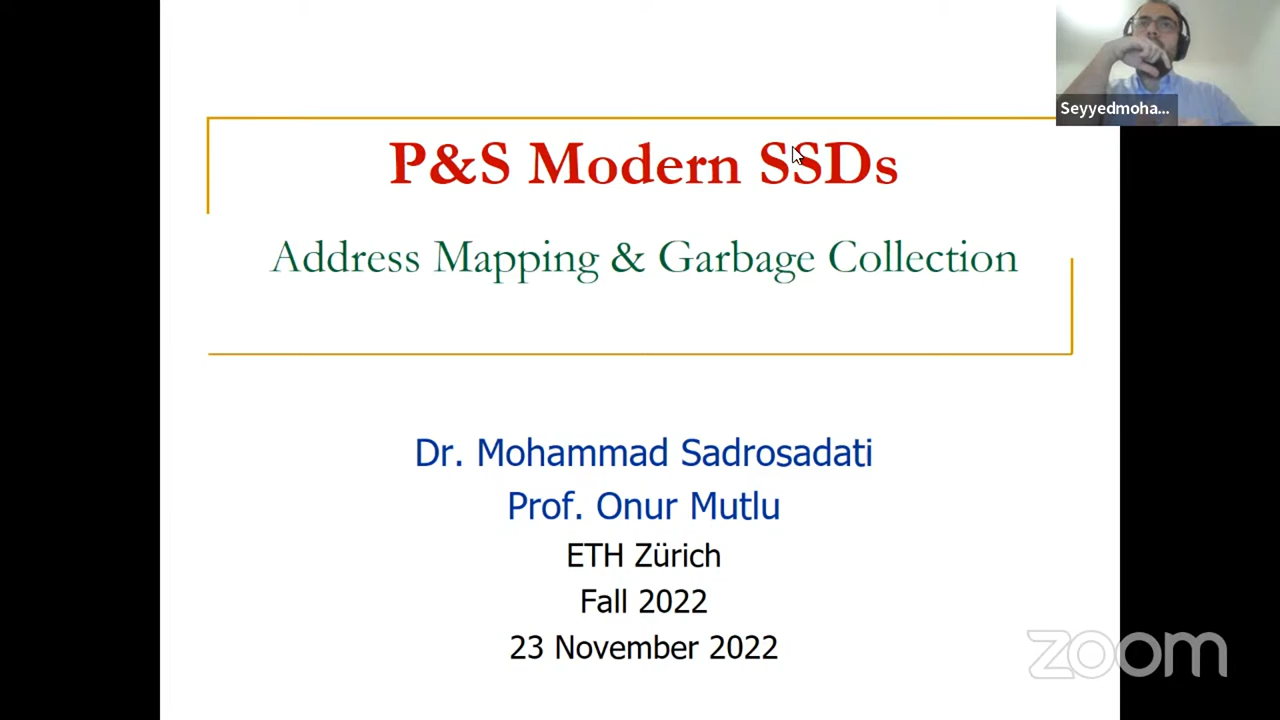 Seyyedmoha...
P&S Modern SSDs
Address Mapping & Garbage Collection
Dr. Mohammad Sadrosadati
Prof. Onur Mutlu
ETH Zürich
Fall 2022
23 November 2022
zoom